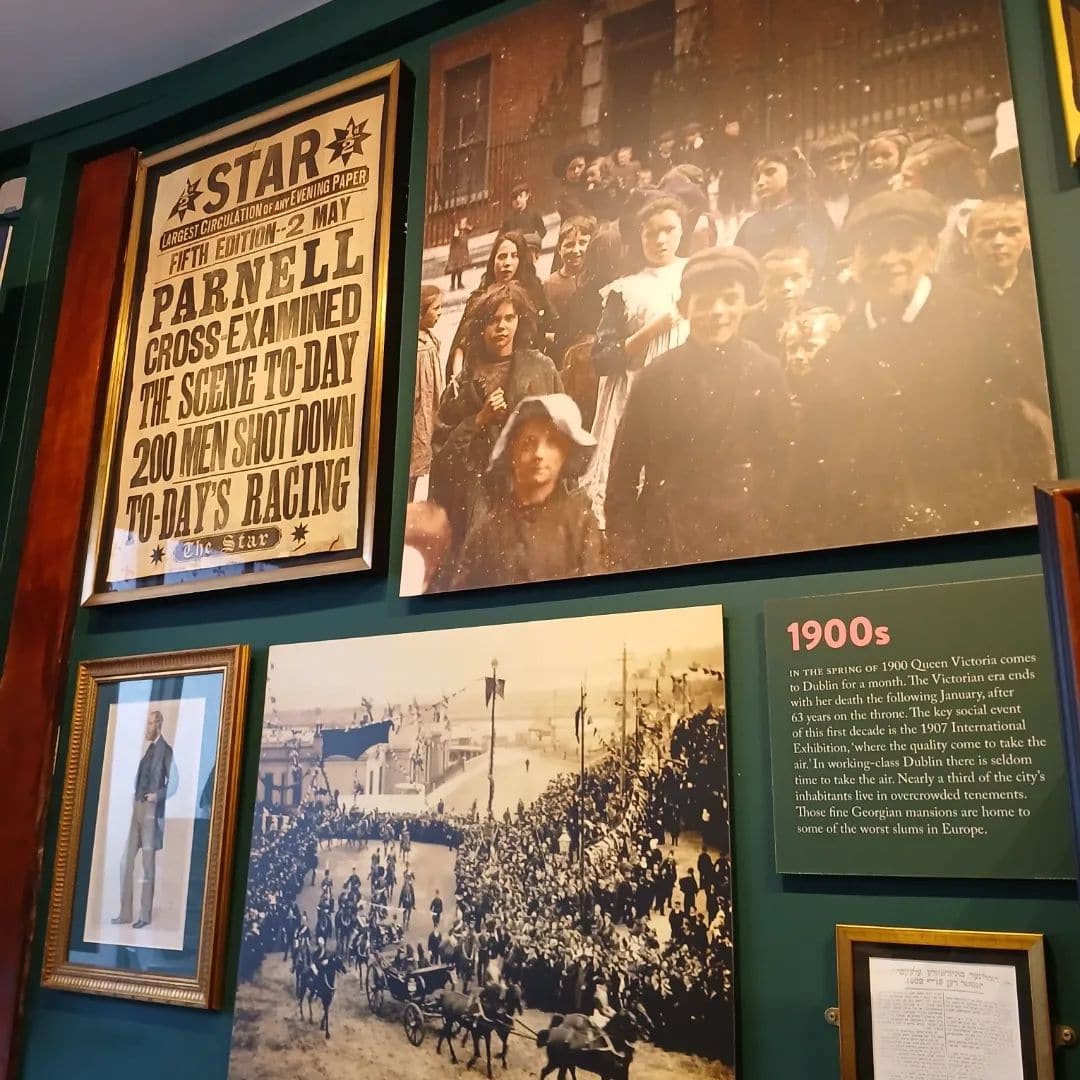 ½ STAR ½
LARGEST CIRCULATION OF ANY EVENING PAPER
FIFTH EDITION--2 MAY
PARNELL
CROSS-EXAMINED
THE SCENE TO-DAY
200 MEN SHOT DOWN
TO-DAY'S RACING
The Star
1900s
IN THE SPRING OF 1900 Queen Victoria comes
to Dublin for a month. The Victorian era ends
with her death the following January, after
63 years on the throne. The key social event
of this first decade is the 1907 International
Exhibition, 'where the quality come to take the
air.' In working-class Dublin there is seldom
time to take the air. Nearly a third of the city's
inhabitants live in overcrowded tenements.
Those fine Georgian mansions are home to
some of the worst slums in Europe.
1902